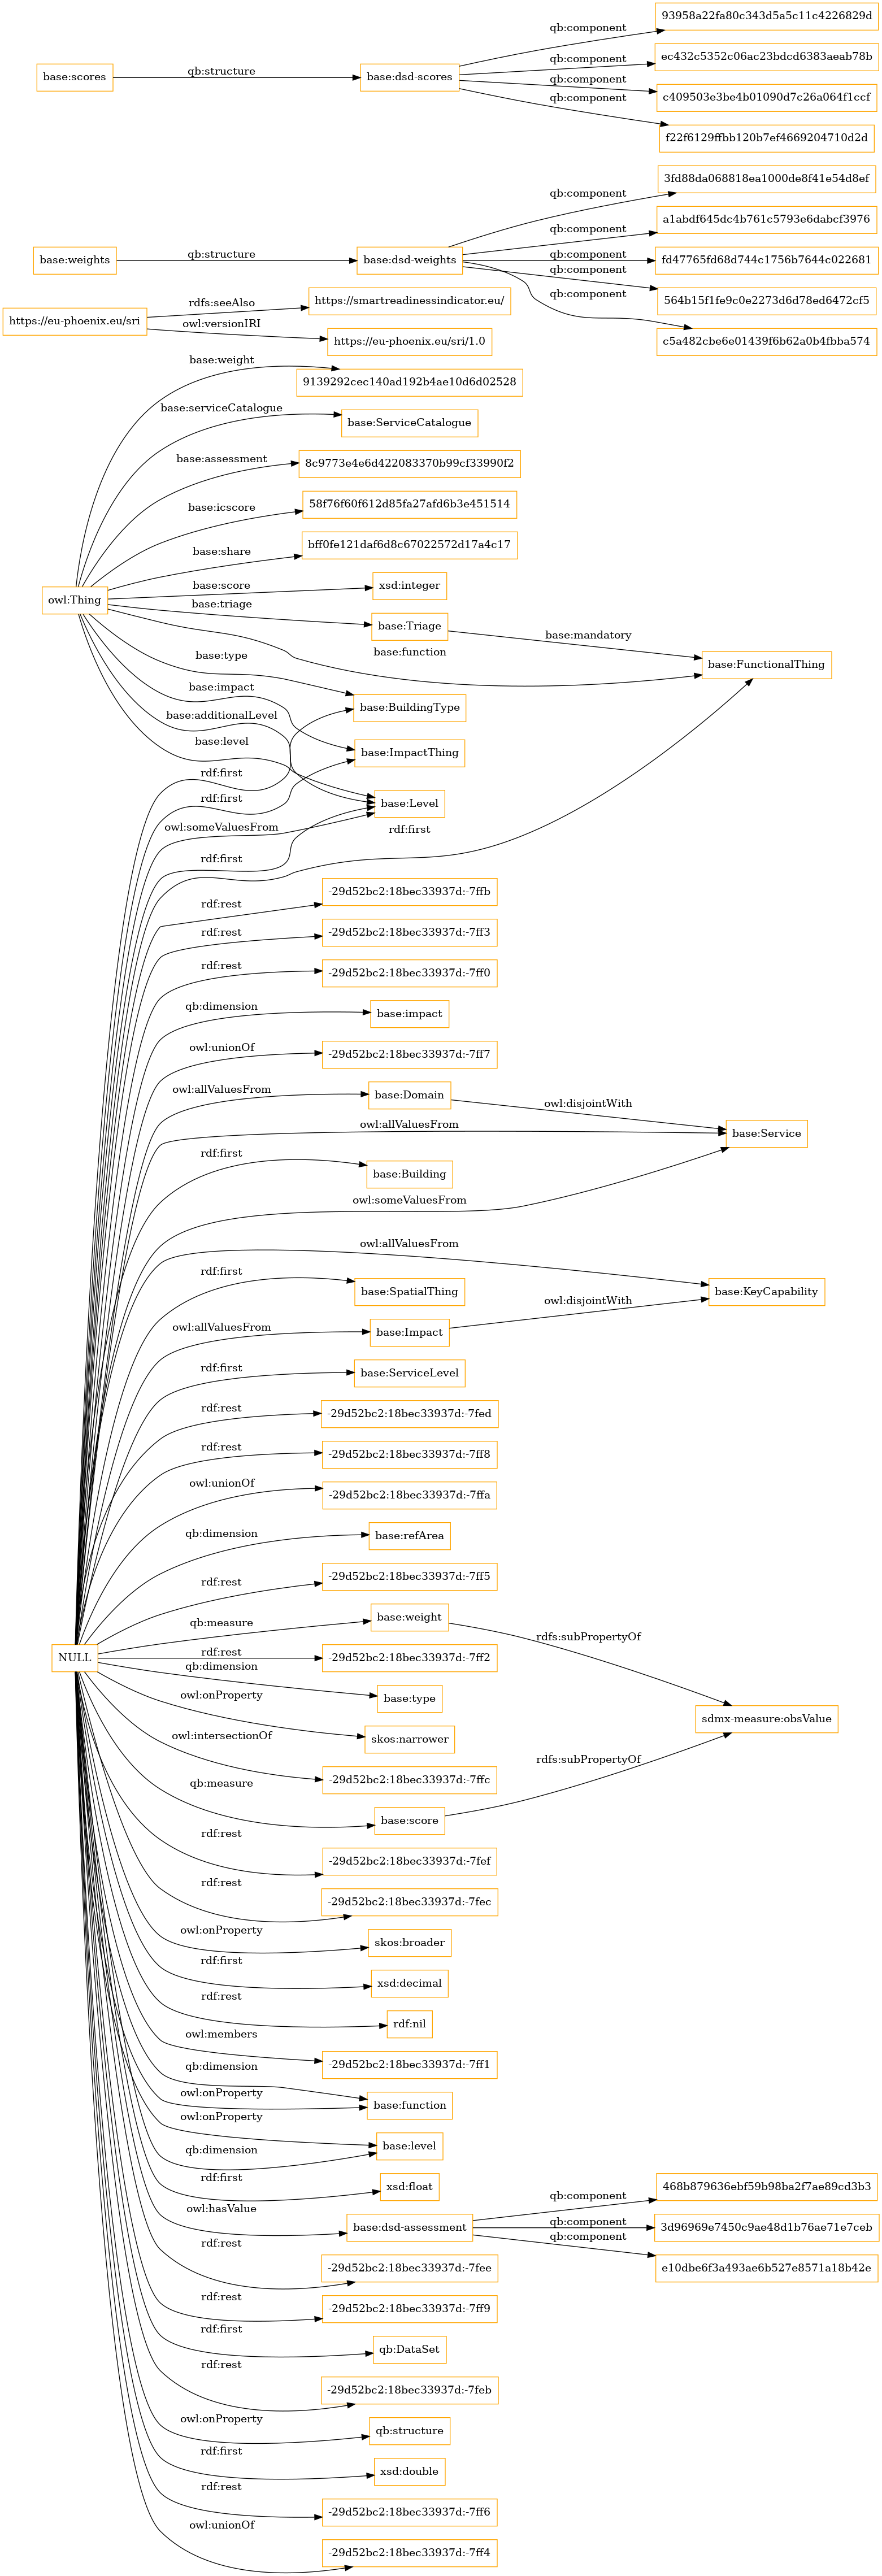 93958a22fa80c343d5a5c11c4226829d
qb:component
ec432c5352c06ac23bdcd6383aeab78b
qb:component
base:scores
qb:structure
base:dsd-scores
qb:component
c409503e3be4b01090d7c26a064f1ccf
qb:component
f22f6129ffbb120b7ef4669204710d2d
3fd88da068818ea1000de8f41e54d8ef
qb:component
a1abdf645dc4b761c5793e6dabcf3976
qb:component
base:weights
qb:structure
base:dsd-weights
qb:component
fd47765fd68d744c1756b7644c022681
qb:component
564b15f1fe9c0e2273d6d78ed6472cf5
qb:component
c5a482cbe6e01439f6b62a0b4fbba574
https://eu-phoenix.eu/sri
rdfs:seeAlso
https://smartreadinessindicator.eu/
owl:versionIRI
https://eu-phoenix.eu/sri/1.0
base:weight
9139292cec140ad192b4ae10d6d02528
base:serviceCatalogue
base:ServiceCatalogue
base:assessment
8c9773e4e6d422083370b99cf33990f2
base:icscore
58f76f60f612d85fa27afd6b3e451514
base:share
bff0fe121daf6d8c67022572d17a4c17
owl:Thing
base:score
xsd:integer
base:triage
base:Triage
base:mandatory
base:function
base:FunctionalThing
base:type
base:BuildingType
base:impact
base:additionalLevel
base:level
base:ImpactThing
rdf:first
rdf:first
base:Level
owl:someValuesFrom
rdf:first
rdf:first
rdf:rest
-29d52bc2:18bec33937d:-7ffb
rdf:rest
-29d52bc2:18bec33937d:-7ff3
rdf:rest
-29d52bc2:18bec33937d:-7ff0
qb:dimension
base:impact
owl:unionOf
-29d52bc2:18bec33937d:-7ff7
owl:allValuesFrom
base:Domain
owl:disjointWith
owl:allValuesFrom
base:Service
rdf:first
base:Building
owl:someValuesFrom
owl:allValuesFrom
rdf:first
base:SpatialThing
base:KeyCapability
owl:allValuesFrom
base:Impact
owl:disjointWith
rdf:first
base:ServiceLevel
rdf:rest
-29d52bc2:18bec33937d:-7fed
rdf:rest
-29d52bc2:18bec33937d:-7ff8
owl:unionOf
-29d52bc2:18bec33937d:-7ffa
qb:dimension
base:refArea
rdf:rest
-29d52bc2:18bec33937d:-7ff5
qb:measure
base:weight
rdfs:subPropertyOf
NULL
rdf:rest
-29d52bc2:18bec33937d:-7ff2
qb:dimension
base:type
owl:onProperty
skos:narrower
sdmx-measure:obsValue
owl:intersectionOf
-29d52bc2:18bec33937d:-7ffc
rdfs:subPropertyOf
qb:measure
base:score
rdf:rest
-29d52bc2:18bec33937d:-7fef
rdf:rest
-29d52bc2:18bec33937d:-7fec
owl:onProperty
skos:broader
rdf:first
xsd:decimal
rdf:rest
rdf:nil
owl:members
-29d52bc2:18bec33937d:-7ff1
qb:dimension
owl:onProperty
base:function
owl:onProperty
base:level
qb:dimension
rdf:first
xsd:float
owl:hasValue
base:dsd-assessment
qb:component
468b879636ebf59b98ba2f7ae89cd3b3
qb:component
3d96969e7450c9ae48d1b76ae71e7ceb
qb:component
e10dbe6f3a493ae6b527e8571a18b42e
rdf:rest
-29d52bc2:18bec33937d:-7fee
rdf:rest
-29d52bc2:18bec33937d:-7ff9
rdf:first
qb:DataSet
rdf:rest
-29d52bc2:18bec33937d:-7feb
owl:onProperty
qb:structure
rdf:first
xsd:double
rdf:rest
-29d52bc2:18bec33937d:-7ff6
owl:unionOf
-29d52bc2:18bec33937d:-7ff4